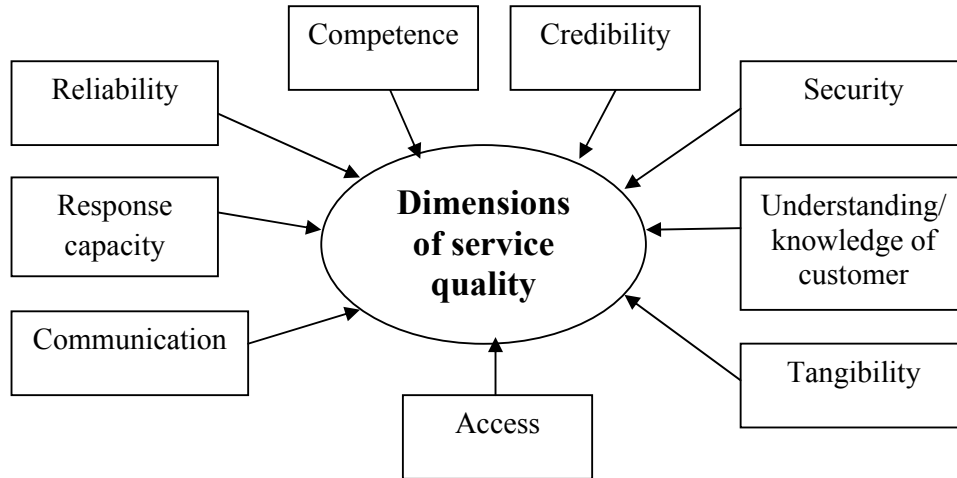 Competence
Credibility
Reliability
Security
Response
capacity
Dimensions
of service
quality
Understanding/
knowledge of
customer
Communication
Tangibility
Access